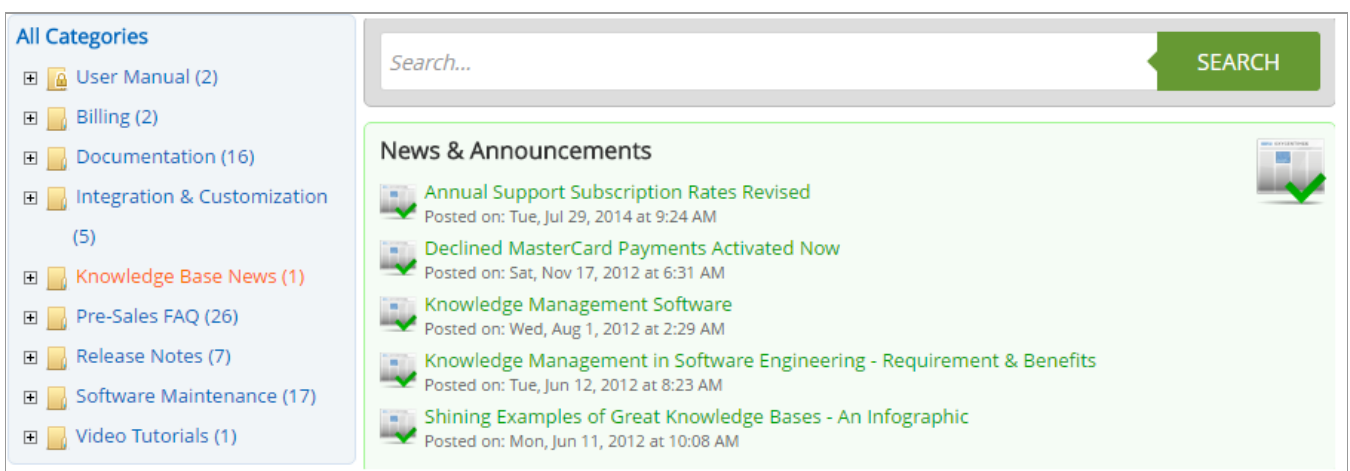 All Categories
User Manual (2)
Billing (2)
Documentation (16)
Integration & Customization
(5)
Knowledge Base News (1)
Pre-Sales FAQ (26)
Release Notes (7)
Software Maintenance (17)
Video Tutorials (1)
Search...
SEARCH
News & Announcements
Annual Support Subscription Rates Revised
Posted on: Tue, Jul 29, 2014 at 9:24 AM
Declined MasterCard Payments Activated Now
Posted on: Sat, Nov 17, 2012 at 6:31 AM
Knowledge Management Software
Posted on: Wed, Aug 1, 2012 at 2:29 AM
Knowledge Management in Software Engineering - Requirement & Benefits
Posted on: Tue, Jun 12, 2012 at 8:23 AM
Shining Examples of Great Knowledge Bases - An Infographic
Posted on: Mon, Jun 11, 2012 at 10:08 AM